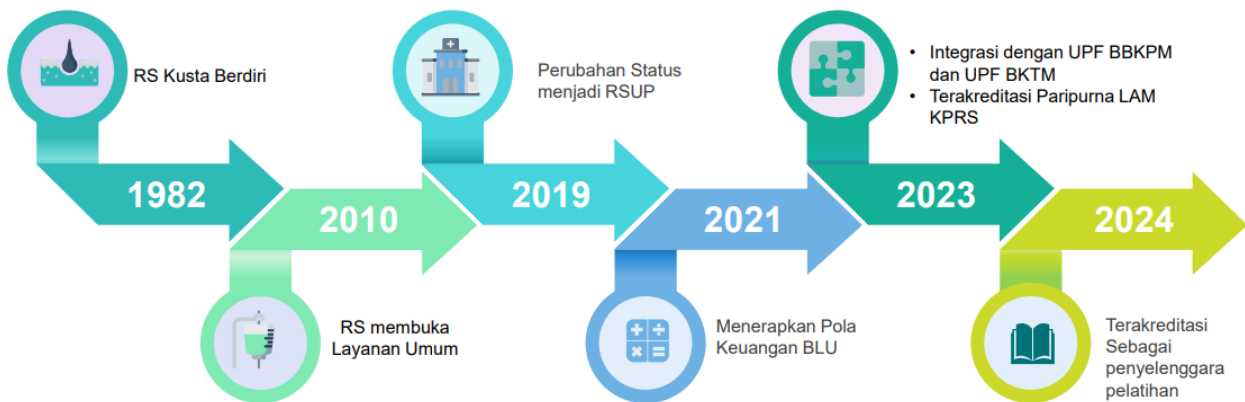 RS Kusta Berdiri
1982
2010
RS membuka
Layanan Umum
Perubahan Status
menjadi RSUP
2019
2021
Menerapkan Pola
Keuangan BLU
• Integrasi dengan UPF BBKPM
dan UPF BKTM
• Terakreditasi Paripurna LAM
KPRS
2023
2024
Terakreditasi
Sebagai
penyelenggara
pelatihan